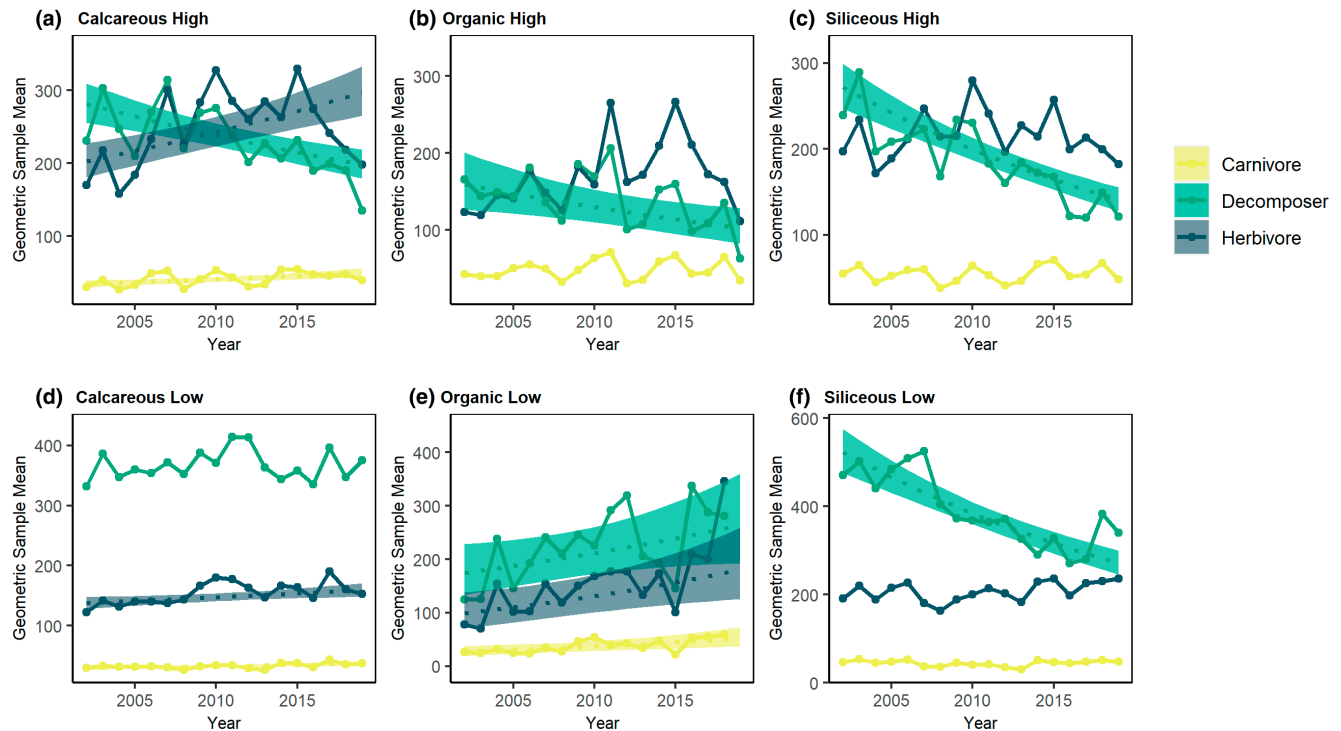 (a) Calcareous High
Geometric Sample Mean
300
200
100
2005 2010 2015
Year
(b) Organic High
Geometric Sample Mean
300
200
100
2005 2010 2015
Year
(c) Siliceous High
Geometric Sample Mean
300
200
100
2005 2010 2015
Year
Carnivore
Decomposer
Herbivore
(d) Calcareous Low
Geometric Sample Mean
400
300
200
100
2005 2010 2015
Year
(e) Organic Low
Geometric Sample Mean
400
300
200
100
0
2005 2010 2015
Year
(f) Siliceous Low
Geometric Sample Mean
600
400
200
0
2005 2010 2015
Year